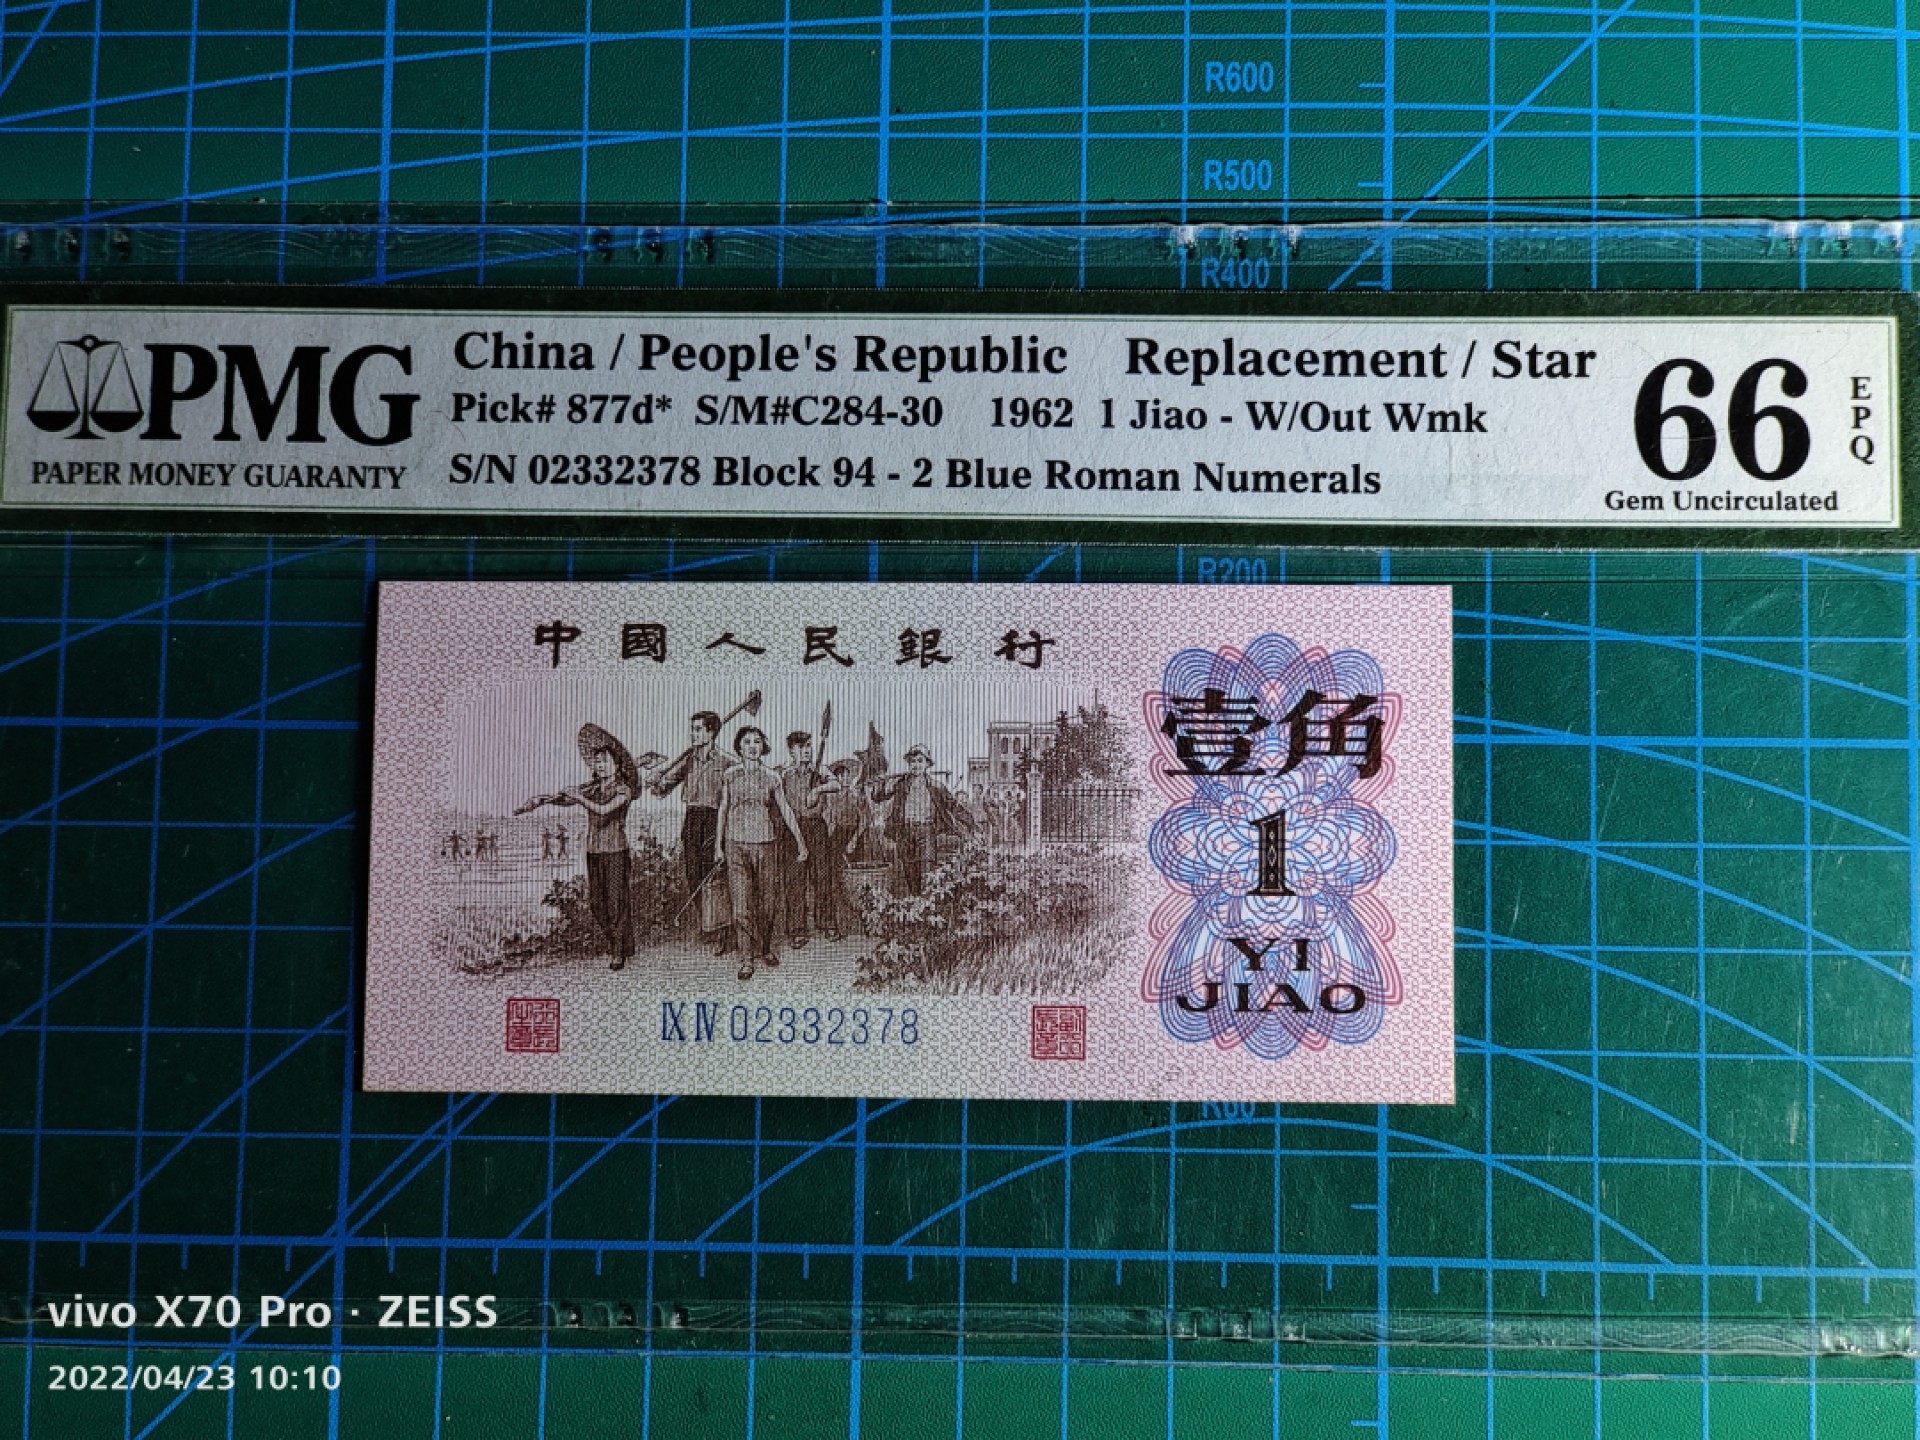 R600
R500
R400
PMG
PAPER MONEY GUARANTY
China / People's Republic Replacement / Star
Pick# 877d* S/M#C284-30 1962 1 Jiao - W/Out Wmk
S/N 02332378 Block 94 - 2 Blue Roman Numerals
66
EPQ
Gem Uncirculated
R200
中國人民銀行
壹角
1
YI
JIAO
IX IV 02332378
vivo X70 Pro · ZEISS
2022/04/23 10:10